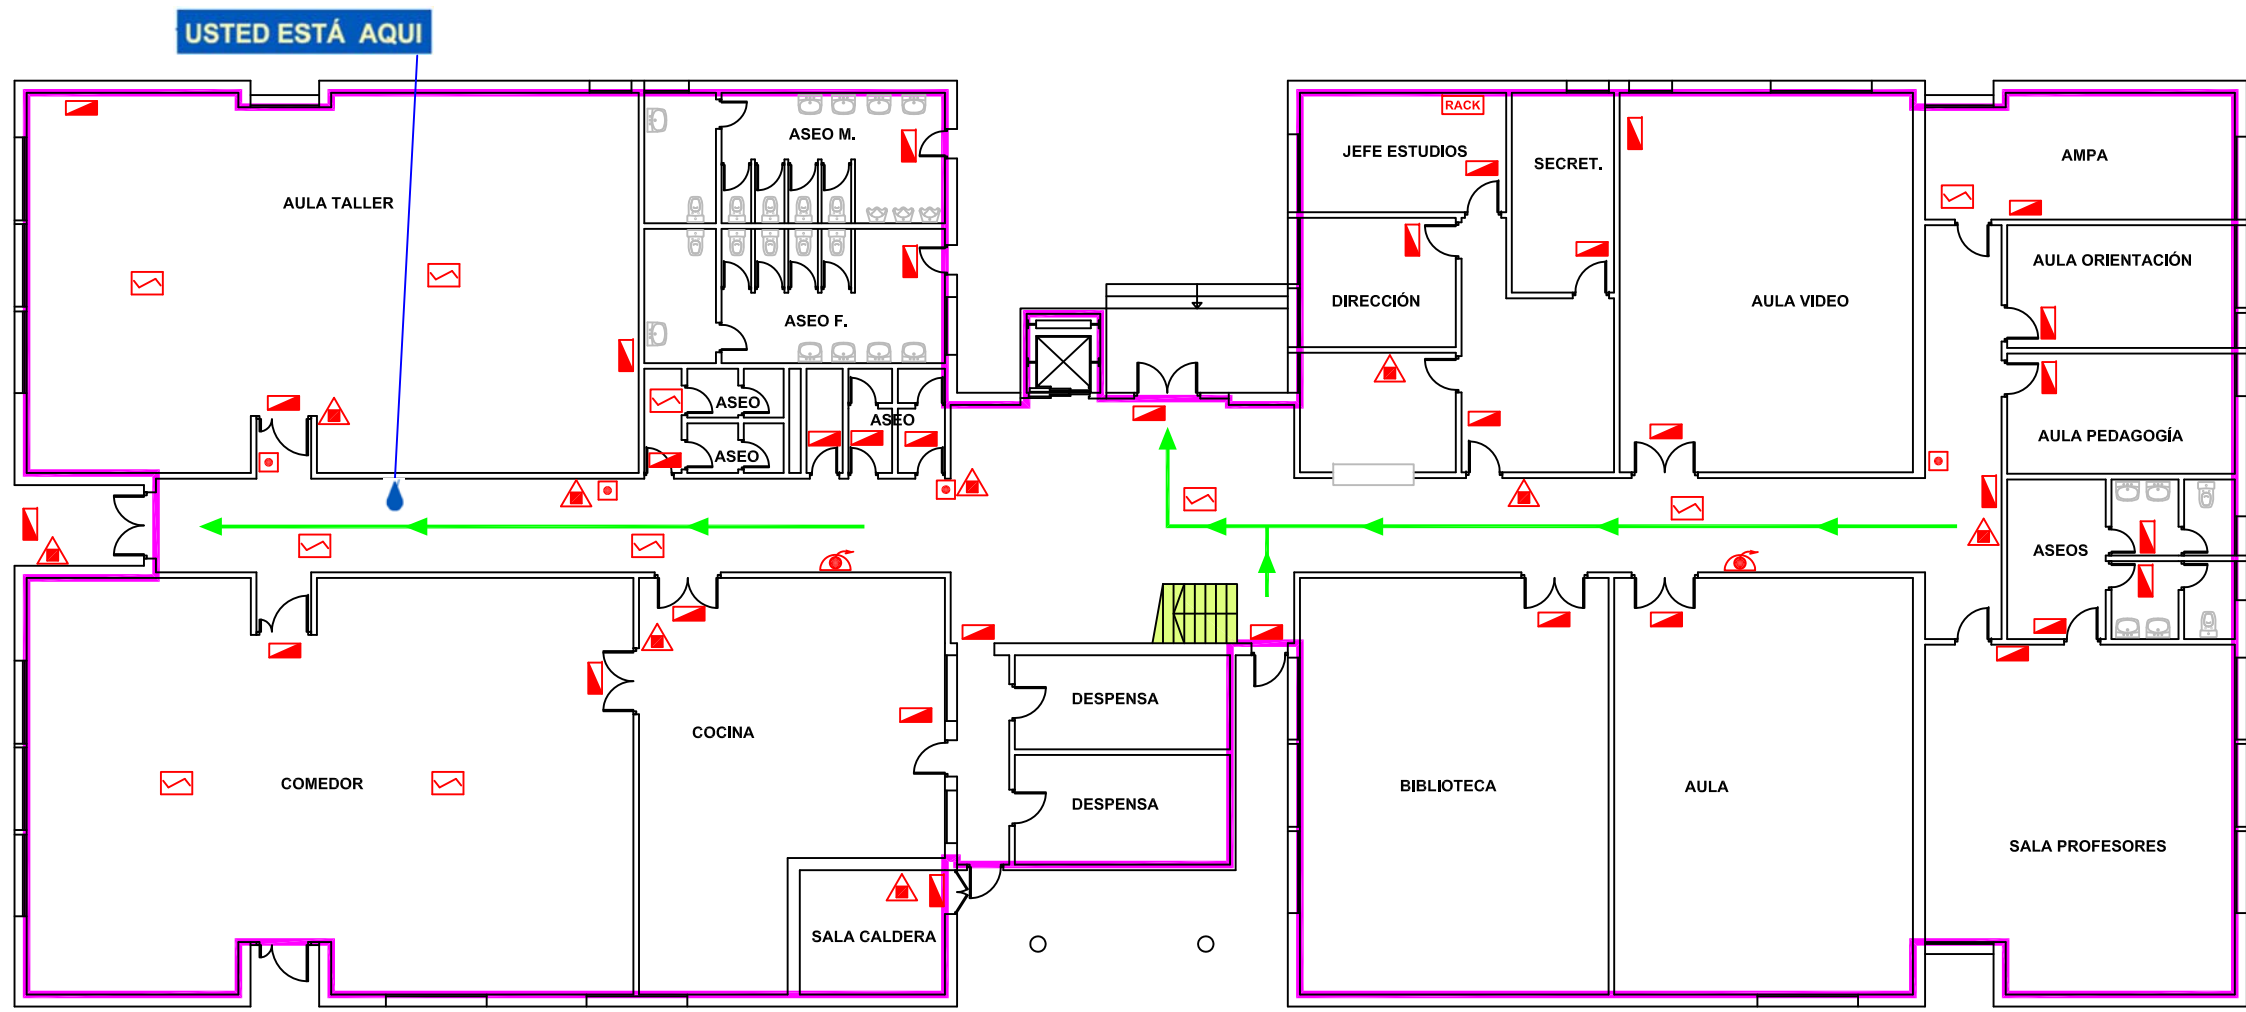 USTED ESTÁ AQUI
RACK
ASEO M.
JEFE ESTUDIOS
SECRET.
AMPA
AULA TALLER
AULA ORIENTACIÓN
DIRECCIÓN
AULA VIDEO
ASEO F.
ASEO
ASEO
ASEO
AULA PEDAGOGÍA
ASEOS
DESPENSA
COCINA
COMEDOR
BIBLIOTECA
AULA
DESPENSA
SALA PROFESORES
SALA CALDERA